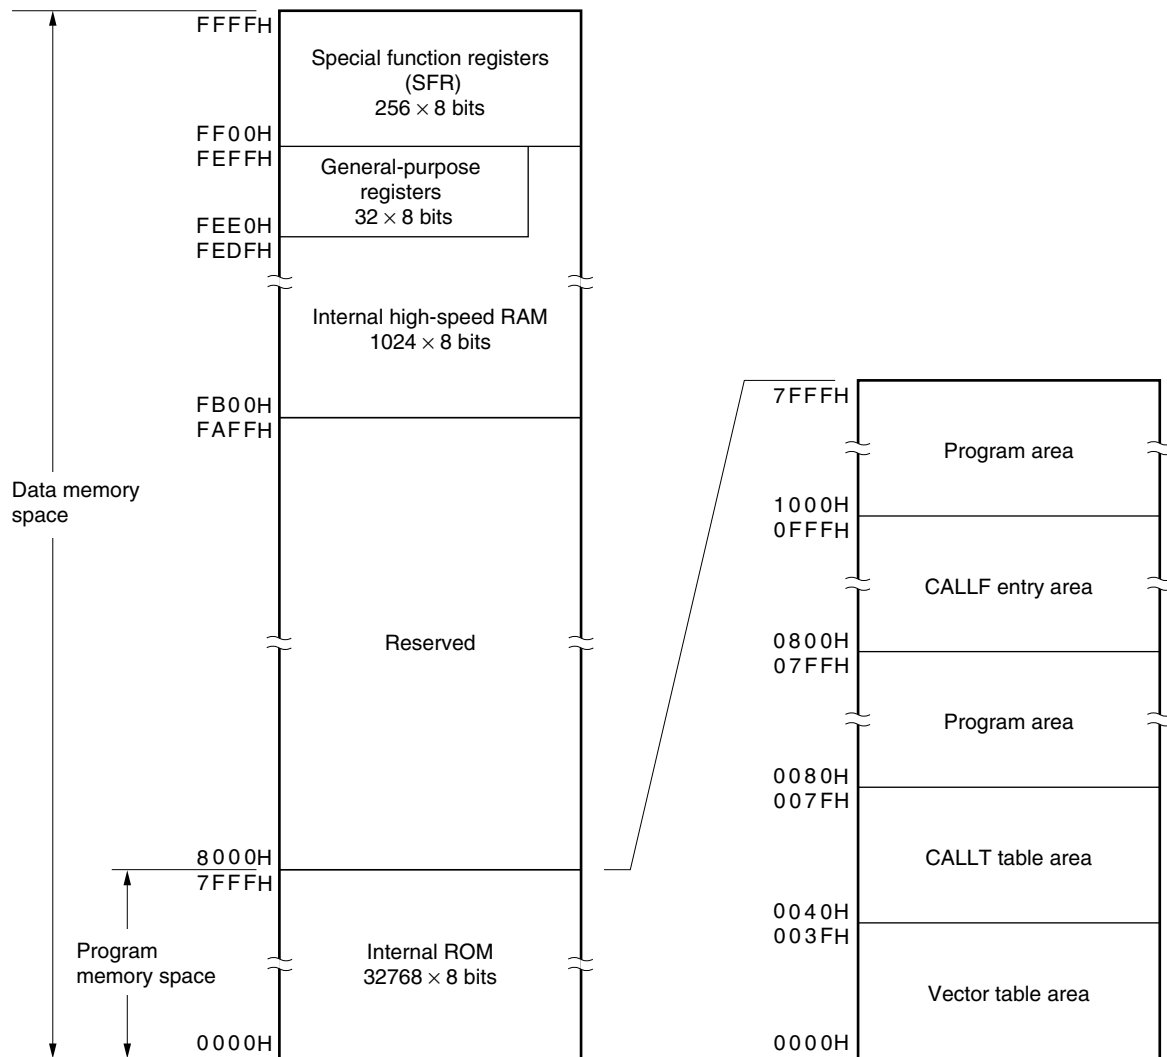 FFFFH
Special function registers
(SFR)
256 × 8 bits
FF00H
FEFFH
General-purpose
registers
32 × 8 bits
FEE0H
FEDFH
Internal high-speed RAM
1024 × 8 bits
FB00H
FAFFH
Data memory
space
Reserved
8000H
7FFFH
Program
memory space
Internal ROM
32768 × 8 bits
0000H
7FFFH
Program area
1000H
0FFFH
CALLF entry area
0800H
07FFH
Program area
0080H
007FH
CALLT table area
0040H
003FH
Vector table area
0000H